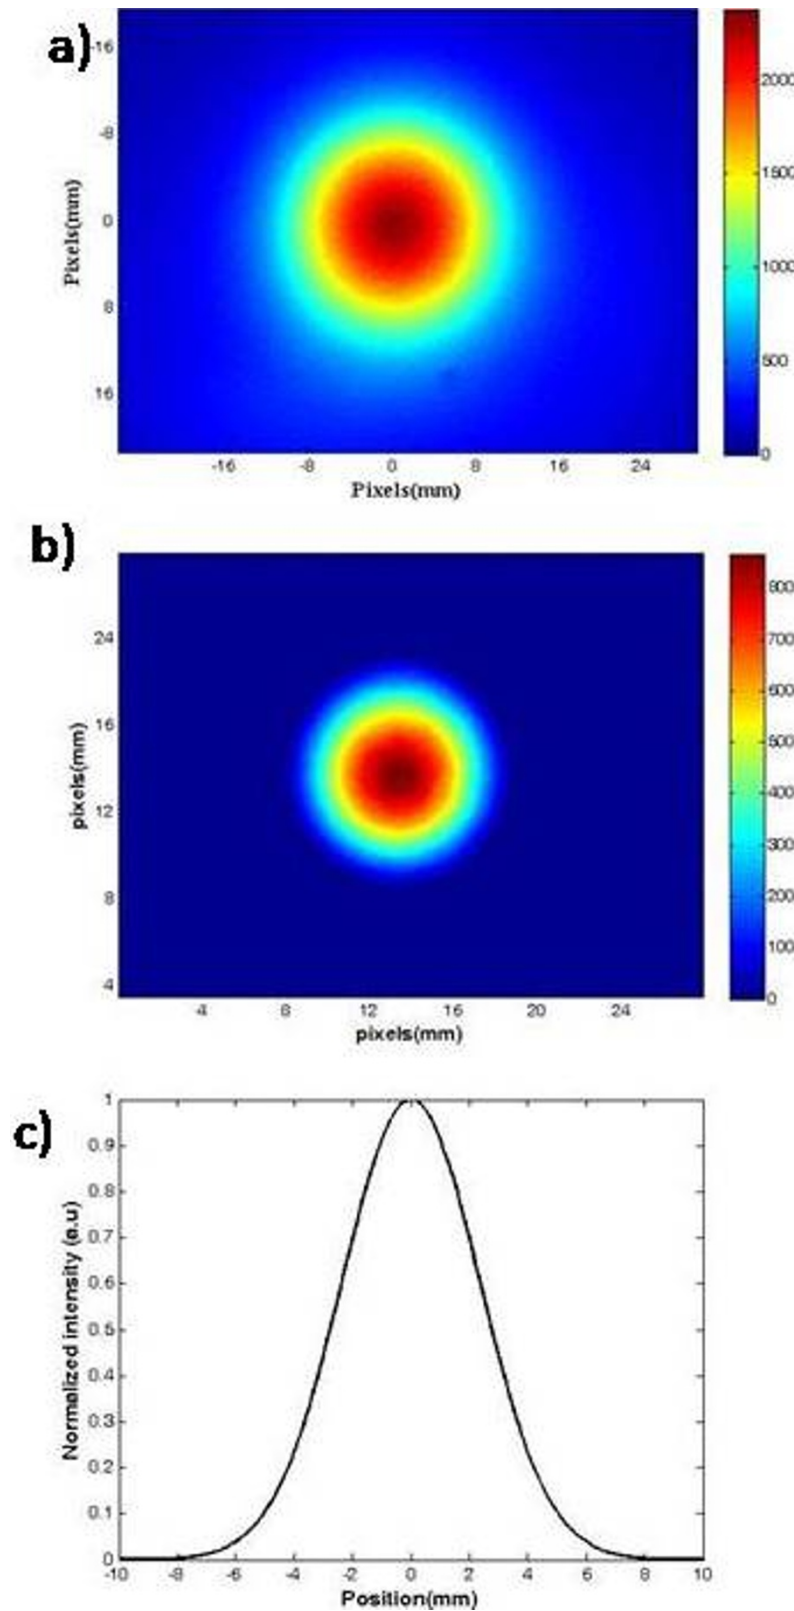 a)
Pixels(mm)
-16
-8
0
8
16
-16 -8 0 8 16 24
Pixels(mm)
2000
1500
1000
500
0
b)
pixels(mm)
24
16
12
8
4
4 8 12 16 20 24
pixels(mm)
800
700
600
500
400
300
200
100
0
c)
Normalized intensity (a.u)
1
0.9
0.8
0.7
0.6
0.5
0.4
0.3
0.2
0.1
0
-10 -8 -6 -4 -2 0 2 4 6 8 10
Position(mm)